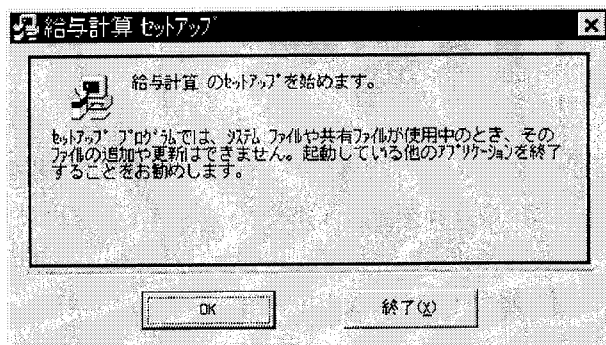 給与計算 ｾｯﾄｱｯﾌﾟ
給与計算 のｾｯﾄｱｯﾌﾟを始めます。
ｾｯﾄｱｯﾌﾟ ﾌﾟﾛｸﾞﾗﾑでは、ｼｽﾃﾑ ﾌｧｲﾙや共有ﾌｧｲﾙが使用中のとき、その
ﾌｧｲﾙの追加や更新はできません。起動している他のｱﾌﾟﾘｹｰｼｮﾝを終了
することをお勧めします。
OK
終了(X)